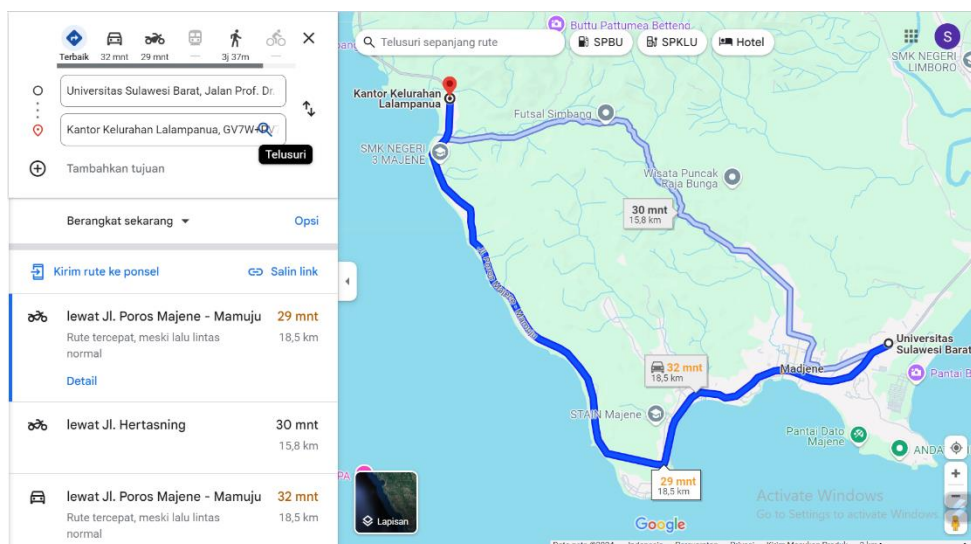 Terbaik
32 mnt
29 mnt
—
3j 37m
—
Universitas Sulawesi Barat, Jalan Prof. Dr.
Kantor Kelurahan Lalampanua,
Telusuri
Tambahkan tujuan
Berangkat sekarang
Opsi
Kirim rute ke ponsel
Salin link
lewat Jl. Poros Majene - Mamuju 29 mnt
Rute tercepat, meski lalu lintas 18,5 km
normal
Detail
lewat Jl. Hertasning 30 mnt
15,8 km
lewat Jl. Poros Majene - Mamuju 32 mnt
Rute tercepat, meski lalu lintas 18,5 km
normal
Telusuri sepanjang rute
SPBU
SPKLU
Hotel
S
Buttu Pattumea Betteng
SMK NEGERI
LIMBORO
Kantor Kelurahan
Lalampanua
Futsal Simbang
SMK NEGERI
3 MAJENE
Wisata Puncak
Raja Bunga
30 mnt
15,8 km
Jl. Poros Majene - Mamuju
Universitas
Sulawesi Barat
Madjene
Pantai B
32 mnt
18,5 km
STAIN Majene
Pantai Dato
Majene
ANDA
PA
29 mnt
18,5 km
Lapisan
Google
Activate Windows
Go to Settings to activate Windows.